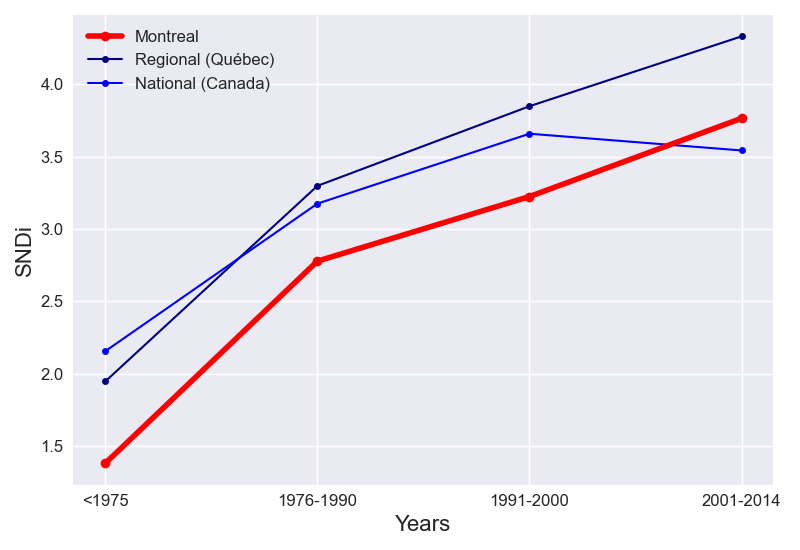 Montreal
Regional (Québec)
National (Canada)
4.0
3.5
3.0
2.5
2.0
1.5
SNDi
<1975 1976-1990 1991-2000 2001-2014
Years